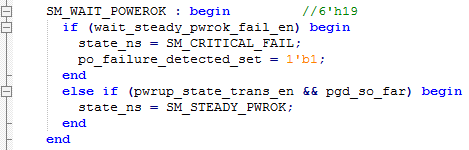 SM_WAIT_POWEROK : begin //6'h19
if (wait_steady_pwrok_fail_en) begin
state_ns = SM_CRITICAL_FAIL;
po_failure_detected_set = 1'b1;
end
else if (pwrup_state_trans_en && pgd_so_far) begin
state_ns = SM_STEADY_PWROK;
end
end